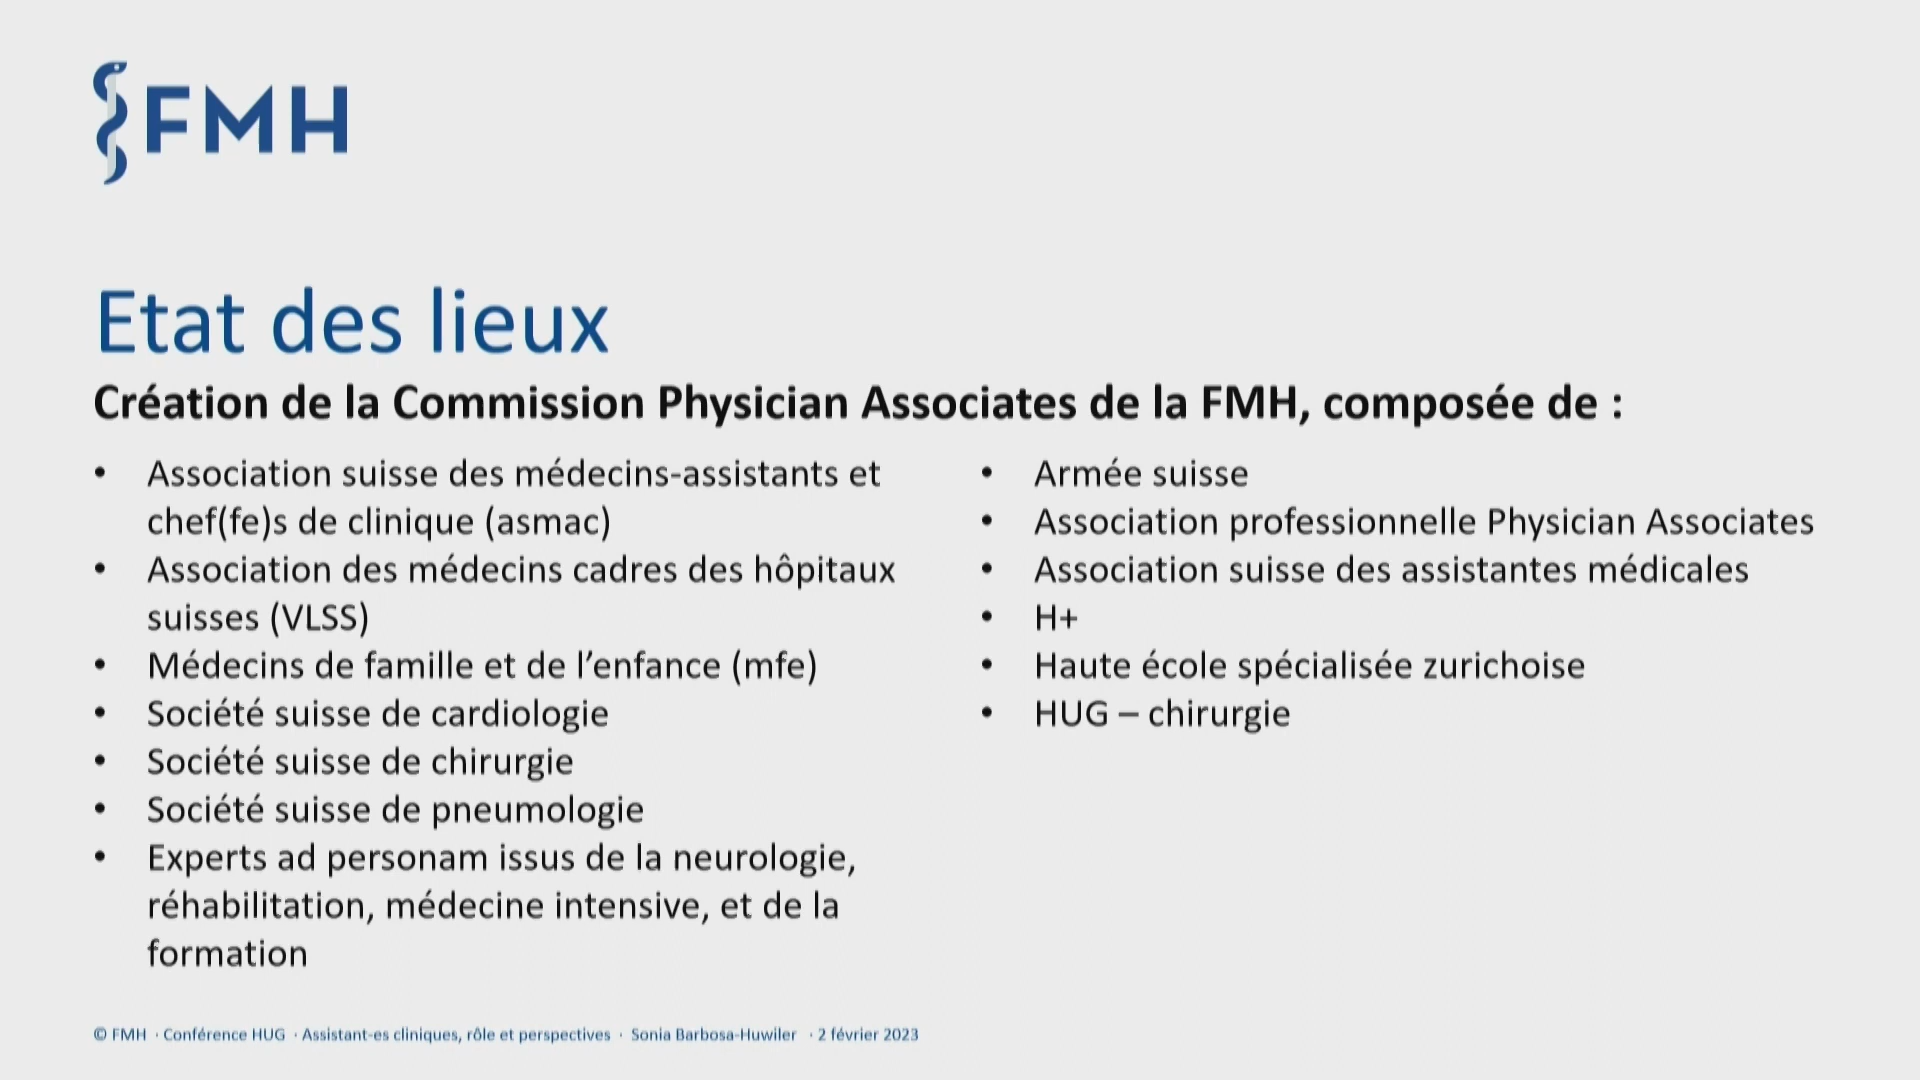 FMH
Etat des lieux
Création de la Commission Physician Associates de la FMH, composée de :
• Association suisse des médecins-assistants et
chef(fe)s de clinique (asmac)
• Association des médecins cadres des hôpitaux
suisses (VLSS)
• Médecins de famille et de l’enfance (mfe)
• Société suisse de cardiologie
• Société suisse de chirurgie
• Société suisse de pneumologie
• Experts ad personam issus de la neurologie,
réhabilitation, médecine intensive, et de la
formation
• Armée suisse
• Association professionnelle Physician Associates
• Association suisse des assistantes médicales
• H+
• Haute école spécialisée zurichoise
• HUG – chirurgie
© FMH · Conférence HUG · Assistant-es cliniques, rôle et perspectives · Sonia Barbosa-Huwiler · 2 février 2023